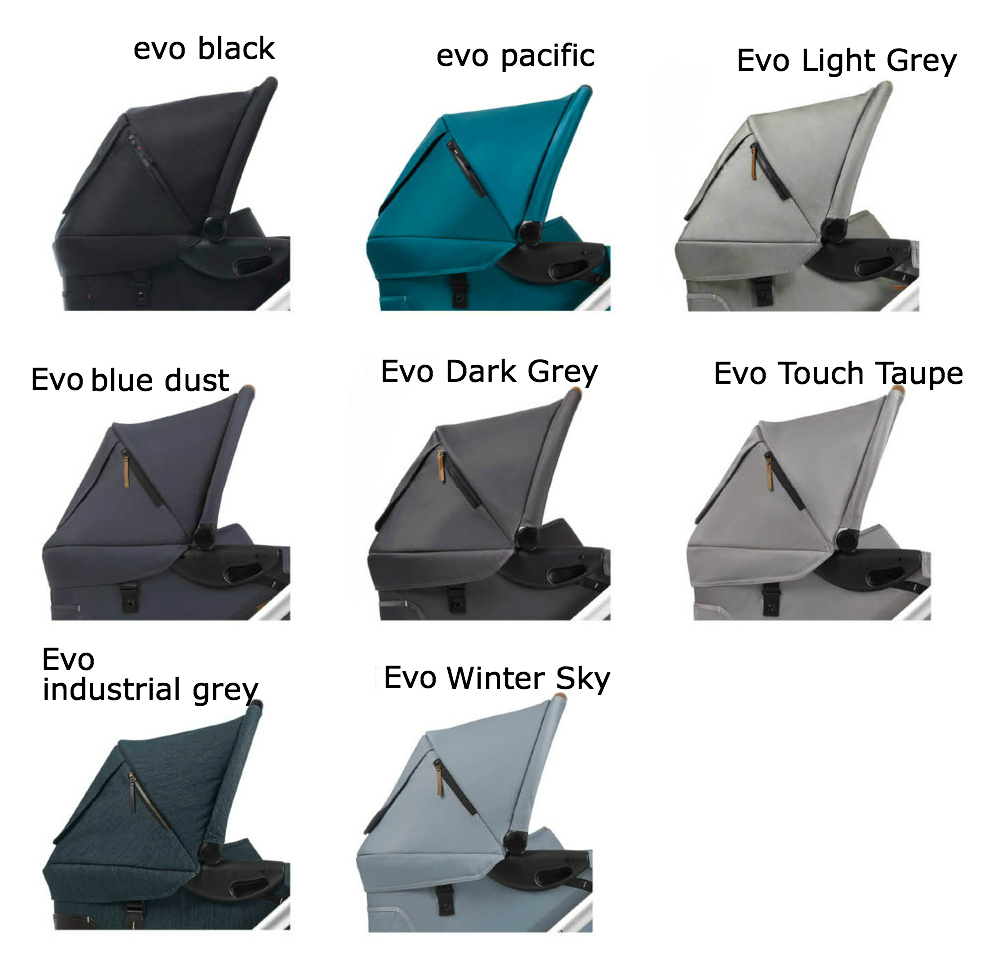 evo black
evo pacific
Evo Light Grey
Evo blue dust
Evo Dark Grey
Evo Touch Taupe
Evo
industrial grey
Evo Winter Sky